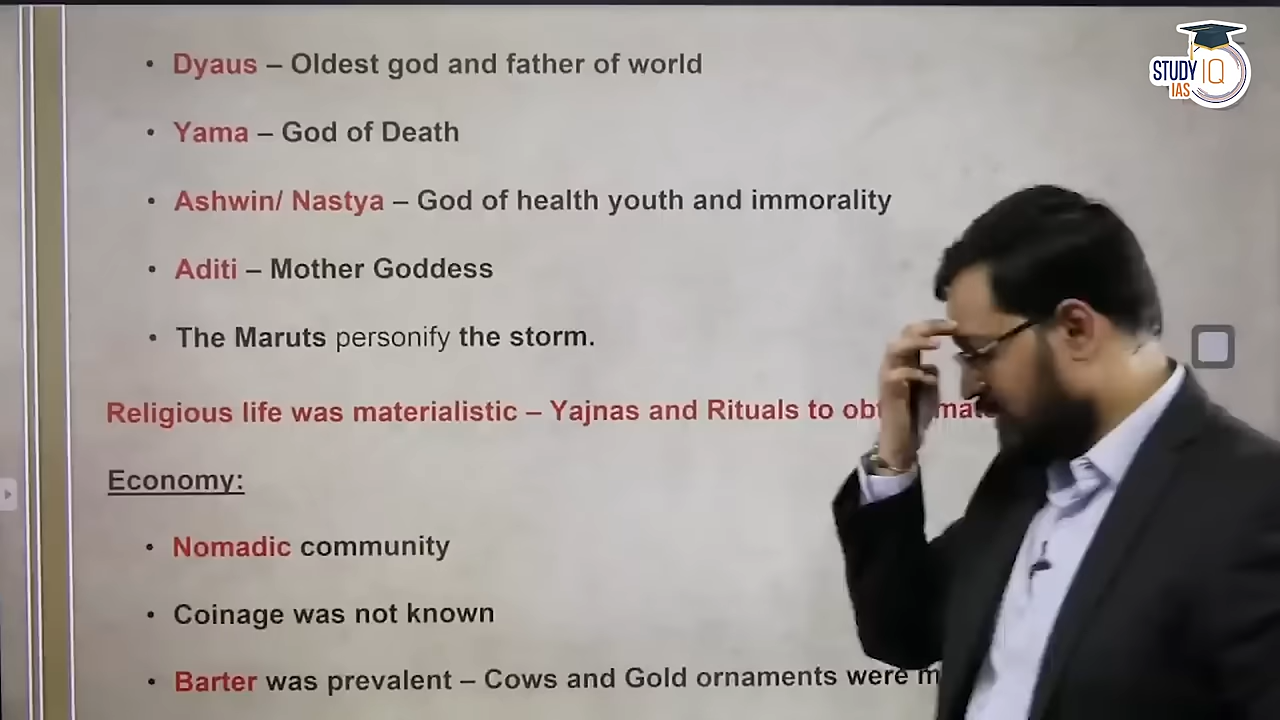 STUDY IQ
IAS
• Dyaus – Oldest god and father of world
• Yama – God of Death
• Ashwin/ Nastya – God of health youth and immorality
• Aditi – Mother Goddess
• The Maruts personify the storm.
Religious life was materialistic – Yajnas and Rituals to
Economy:
• Nomadic community
• Coinage was not known
• Barter was prevalent – Cows and Gold ornaments were